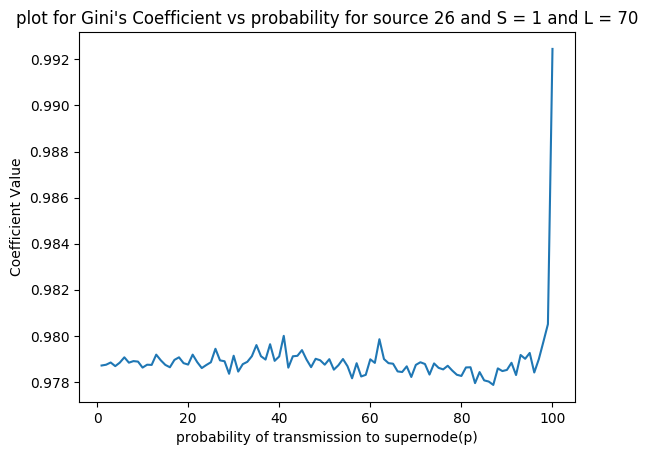 plot for Gini's Coefficient vs probability for source 26 and S = 1 and L = 70
0.992
0.990
0.988
0.986
0.984
0.982
0.980
0.978
Coefficient Value
0 20 40 60 80 100
probability of transmission to supernode(p)